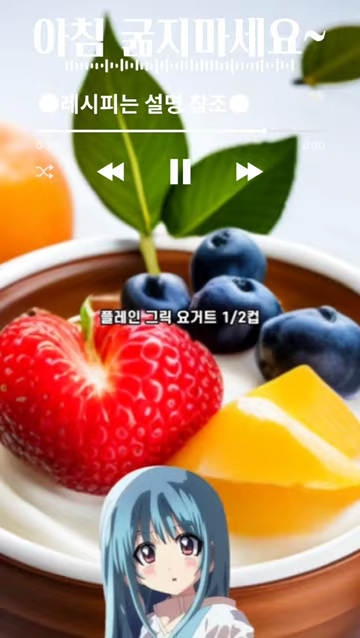 아침 굶지마세요~
●레시피는 설명 참조●
플레인 그릭 요거트 1/2컵